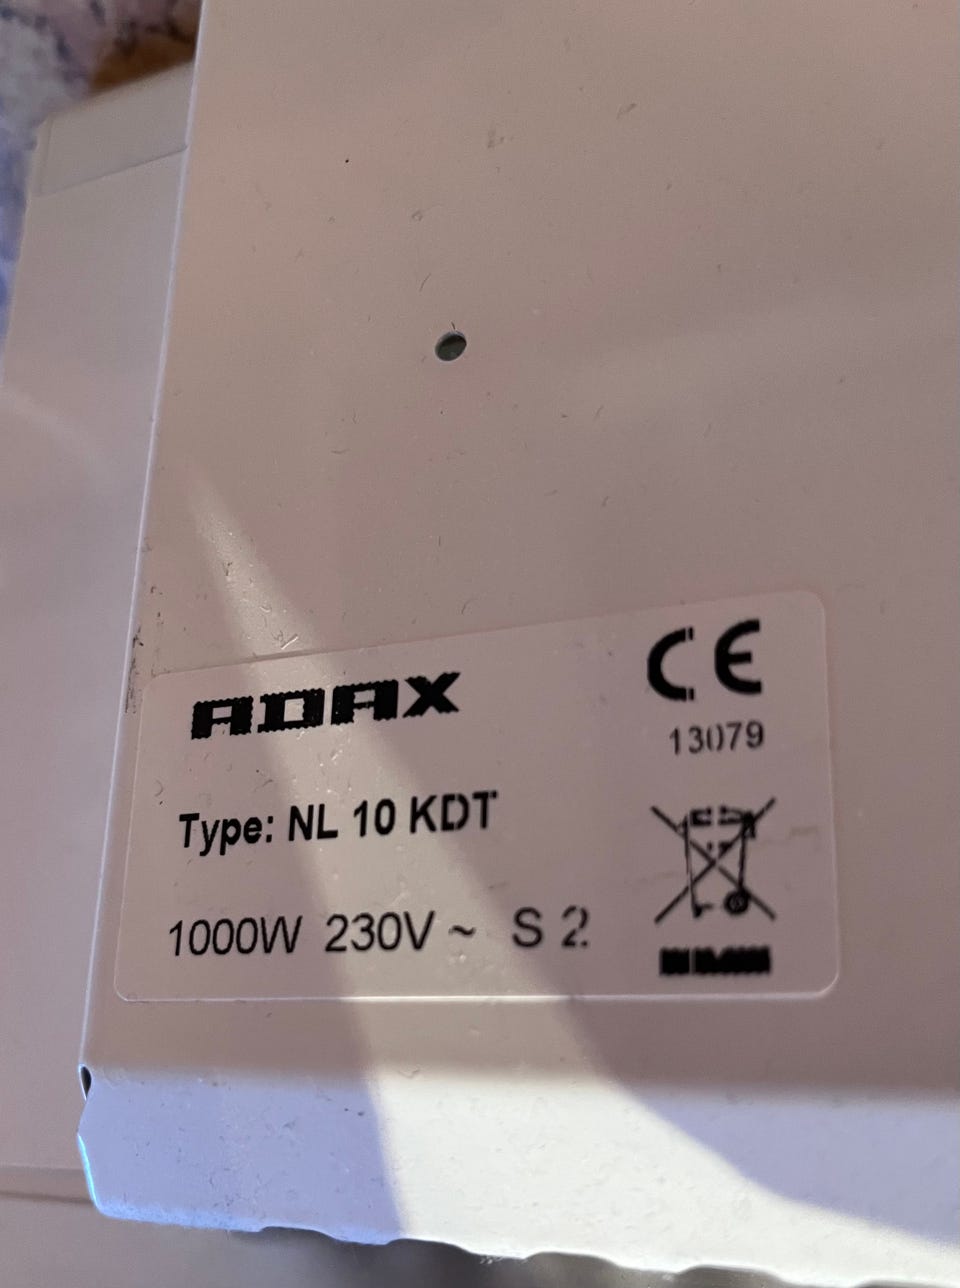 ADAX
CE
13079
Type: NL 10 KDT
1000W 230V ~ S 2